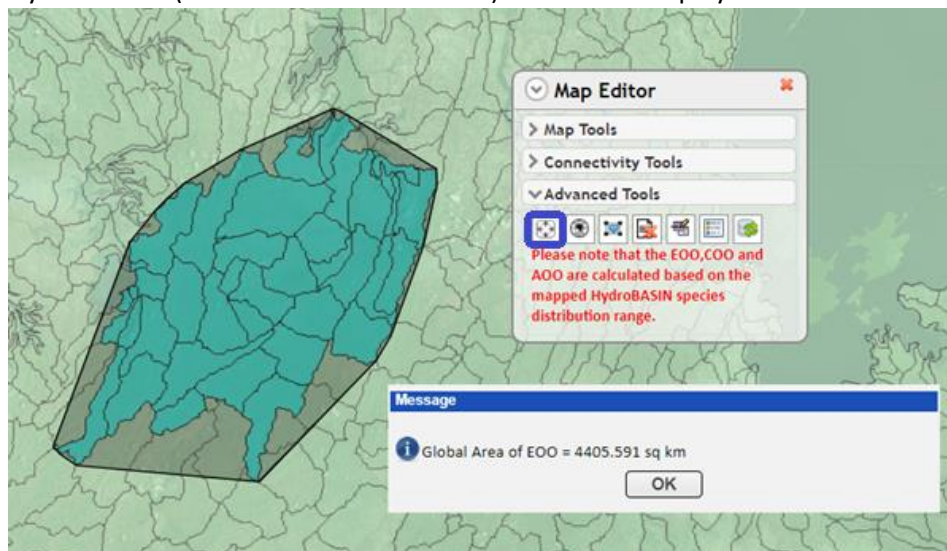 Map Editor
Map Tools
Connectivity Tools
Advanced Tools
Please note that the EOO,COO and
AOO are calculated based on the
mapped HydroBASIN species
distribution range.
Message
Global Area of EOO = 4405.591 sq km
OK